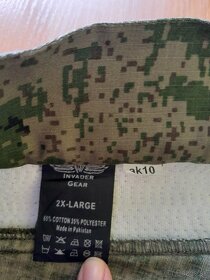 INVADER
GEAR
ak10
2X-LARGE
65% COTTON 35% POLYESTER
Made in Pakistan